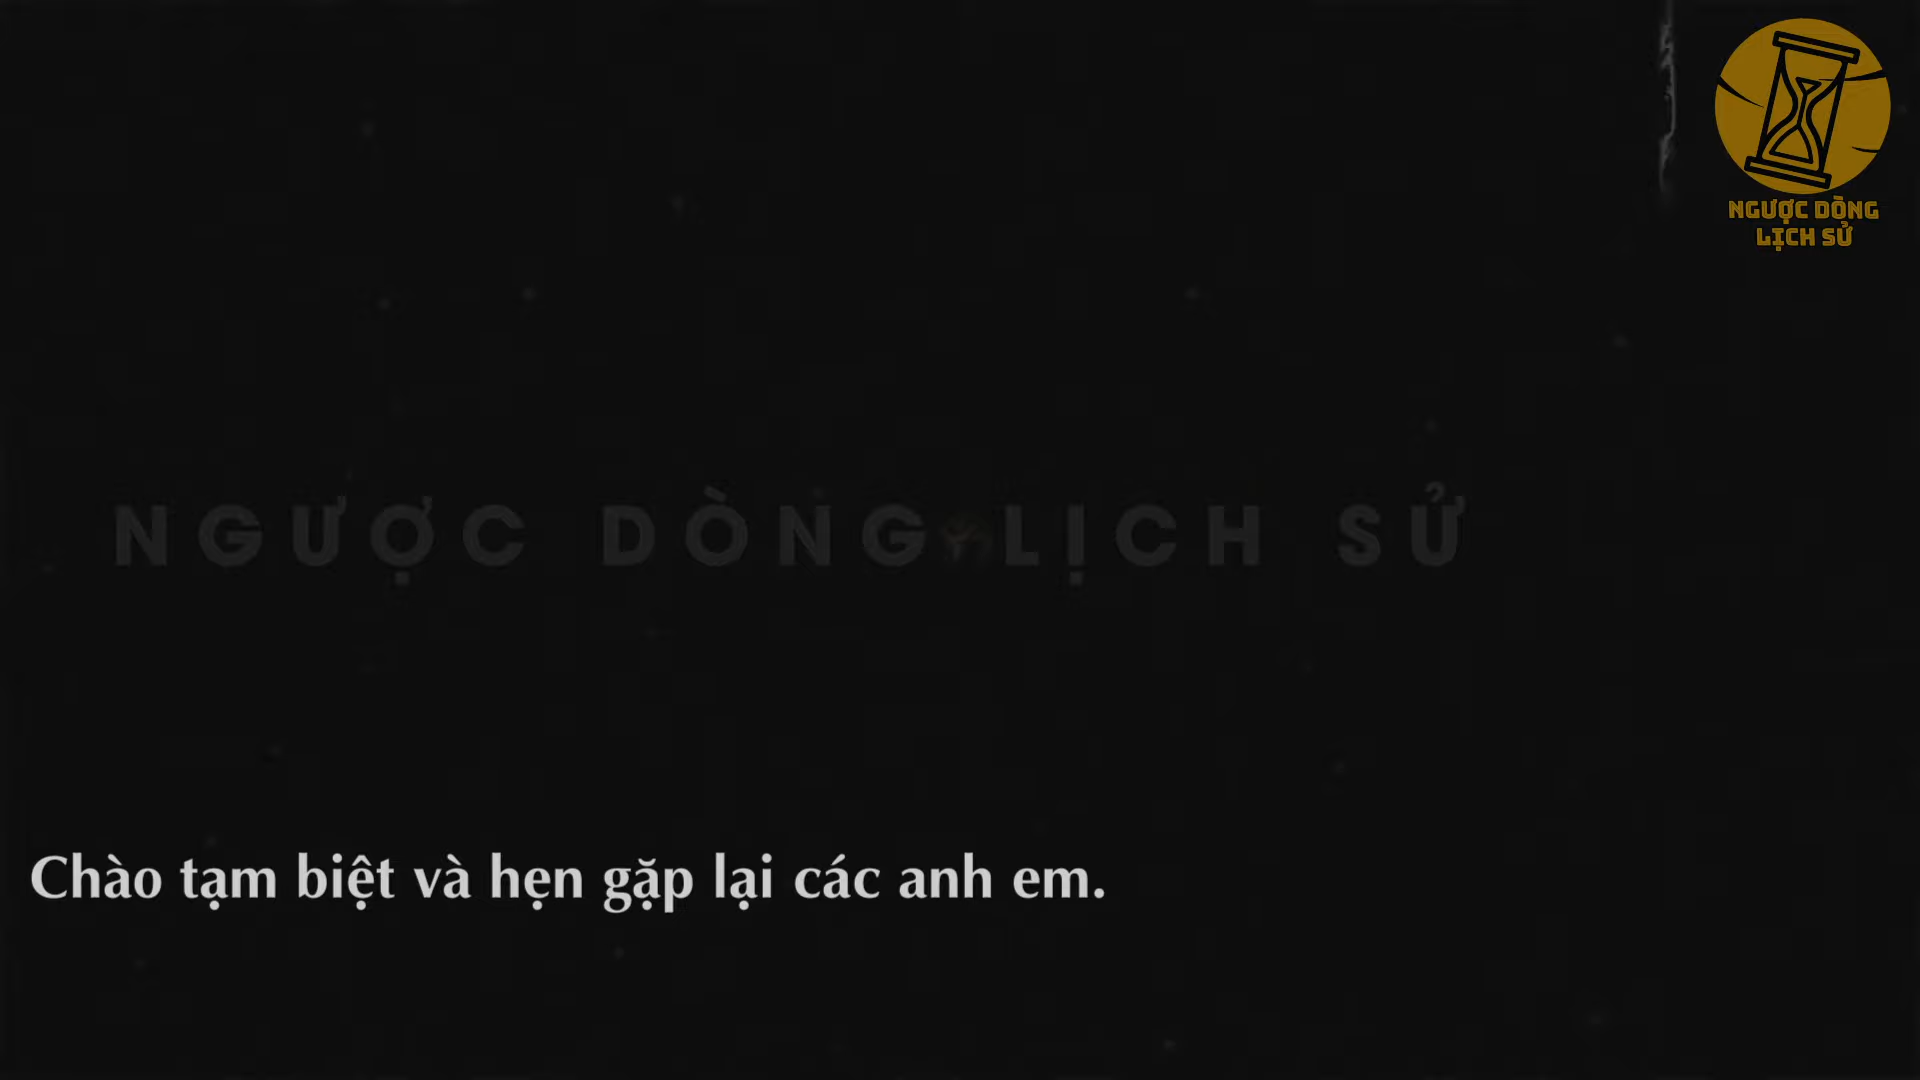 NGƯỢC DÒNG
LỊCH SỬ
NGƯỢC DÒNG LỊCH SỬ
Chào tạm biệt và hẹn gặp lại các anh em.